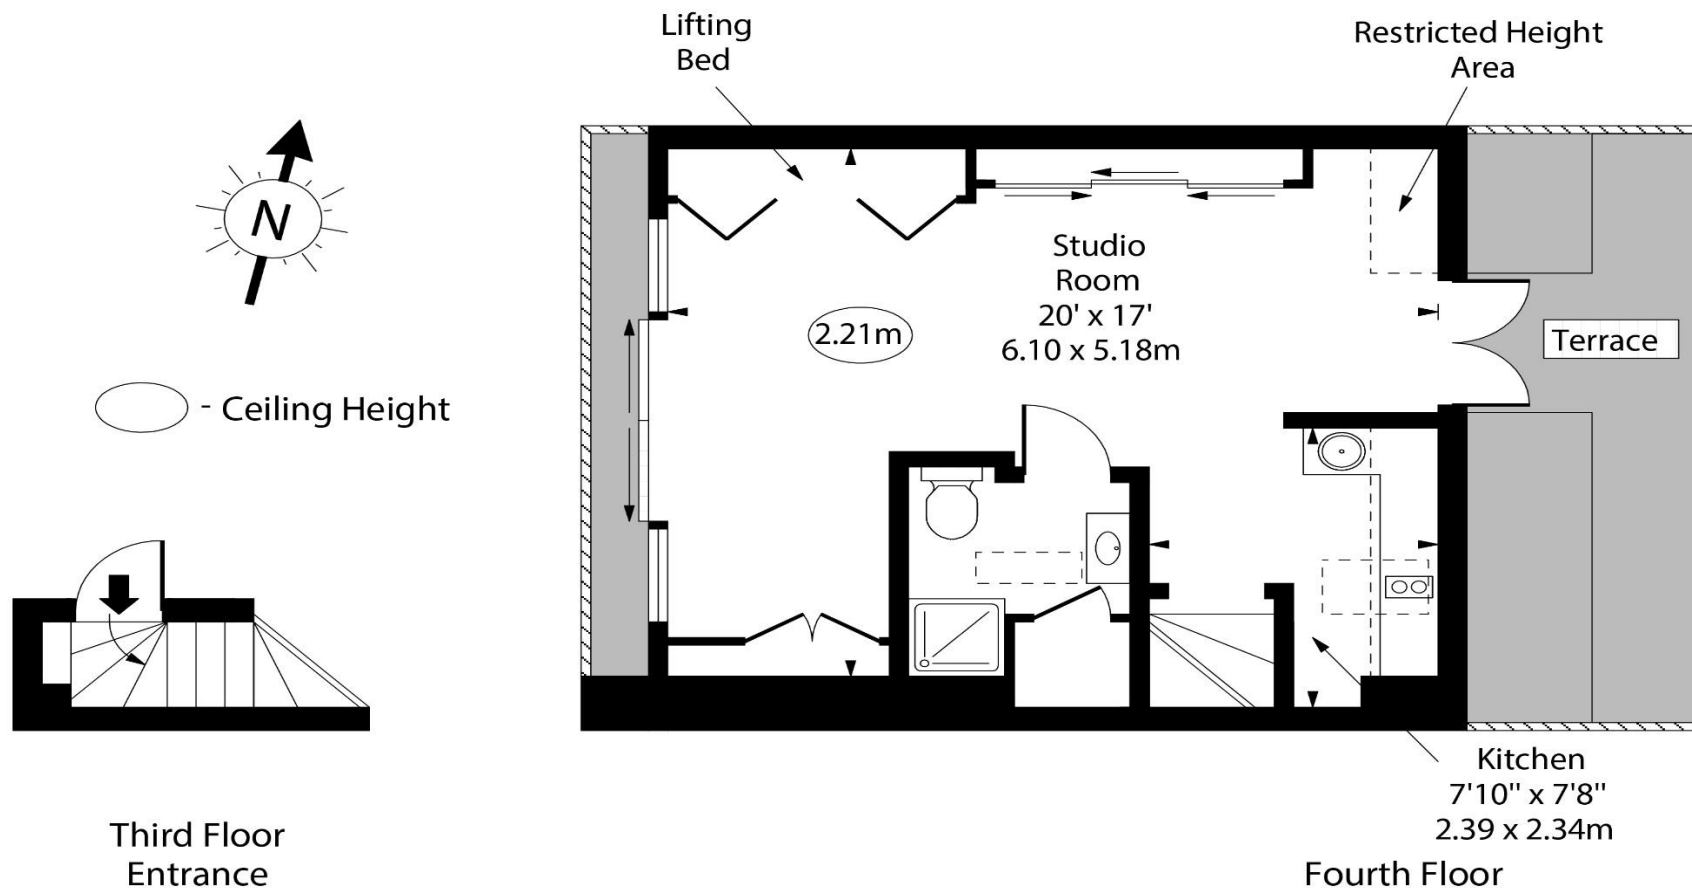 Lifting
Bed
Restricted Height
Area
N
Studio
Room
20' x 17'
6.10 x 5.18m
2.21m
Terrace
- Ceiling Height
Kitchen
7'10" x 7'8"
2.39 x 2.34m
Third Floor
Entrance
Fourth Floor